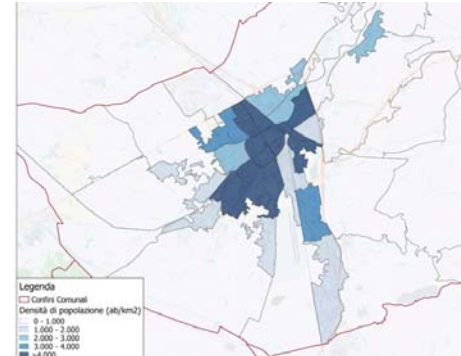 Legenda
Confini Comunali
Densità di popolazione (ab/km2)
0 - 1.000
1.000 - 2.000
2.000 - 3.000
3.000 - 4.000
>4.000